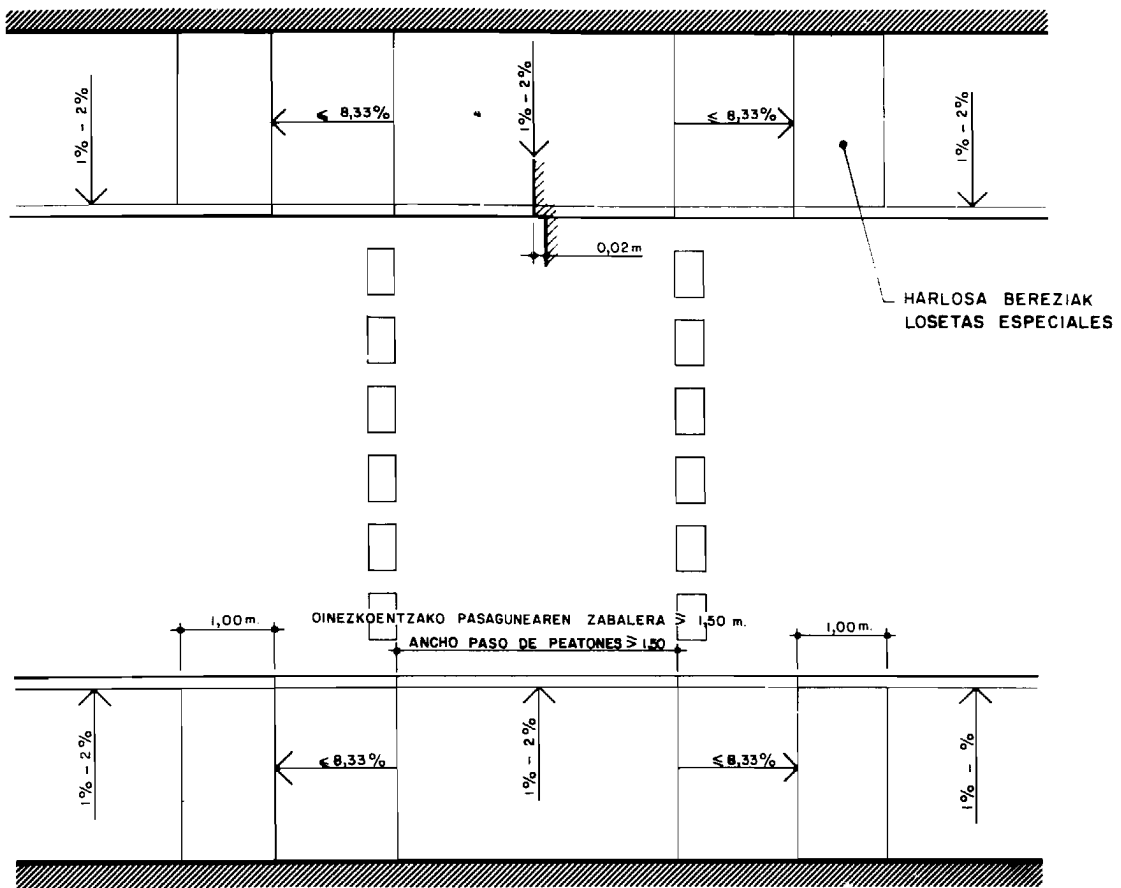 1% - 2%
≤ 8,33%
1% - 2%
≤ 8,33%
1% - 2%
0,02 m
HARLOSA BEREZIAK
LOSETAS ESPECIALES
1,00 m.
OINEZKOENTZAKO PASAGUNEAREN ZABALERA ≥ 1,50 m.
1,00 m.
ANCHO PASO DE PEATONES ≥ 1,50
1% - 2%
≤ 8,33%
1% - 2%
≤ 8,33%
1% - %